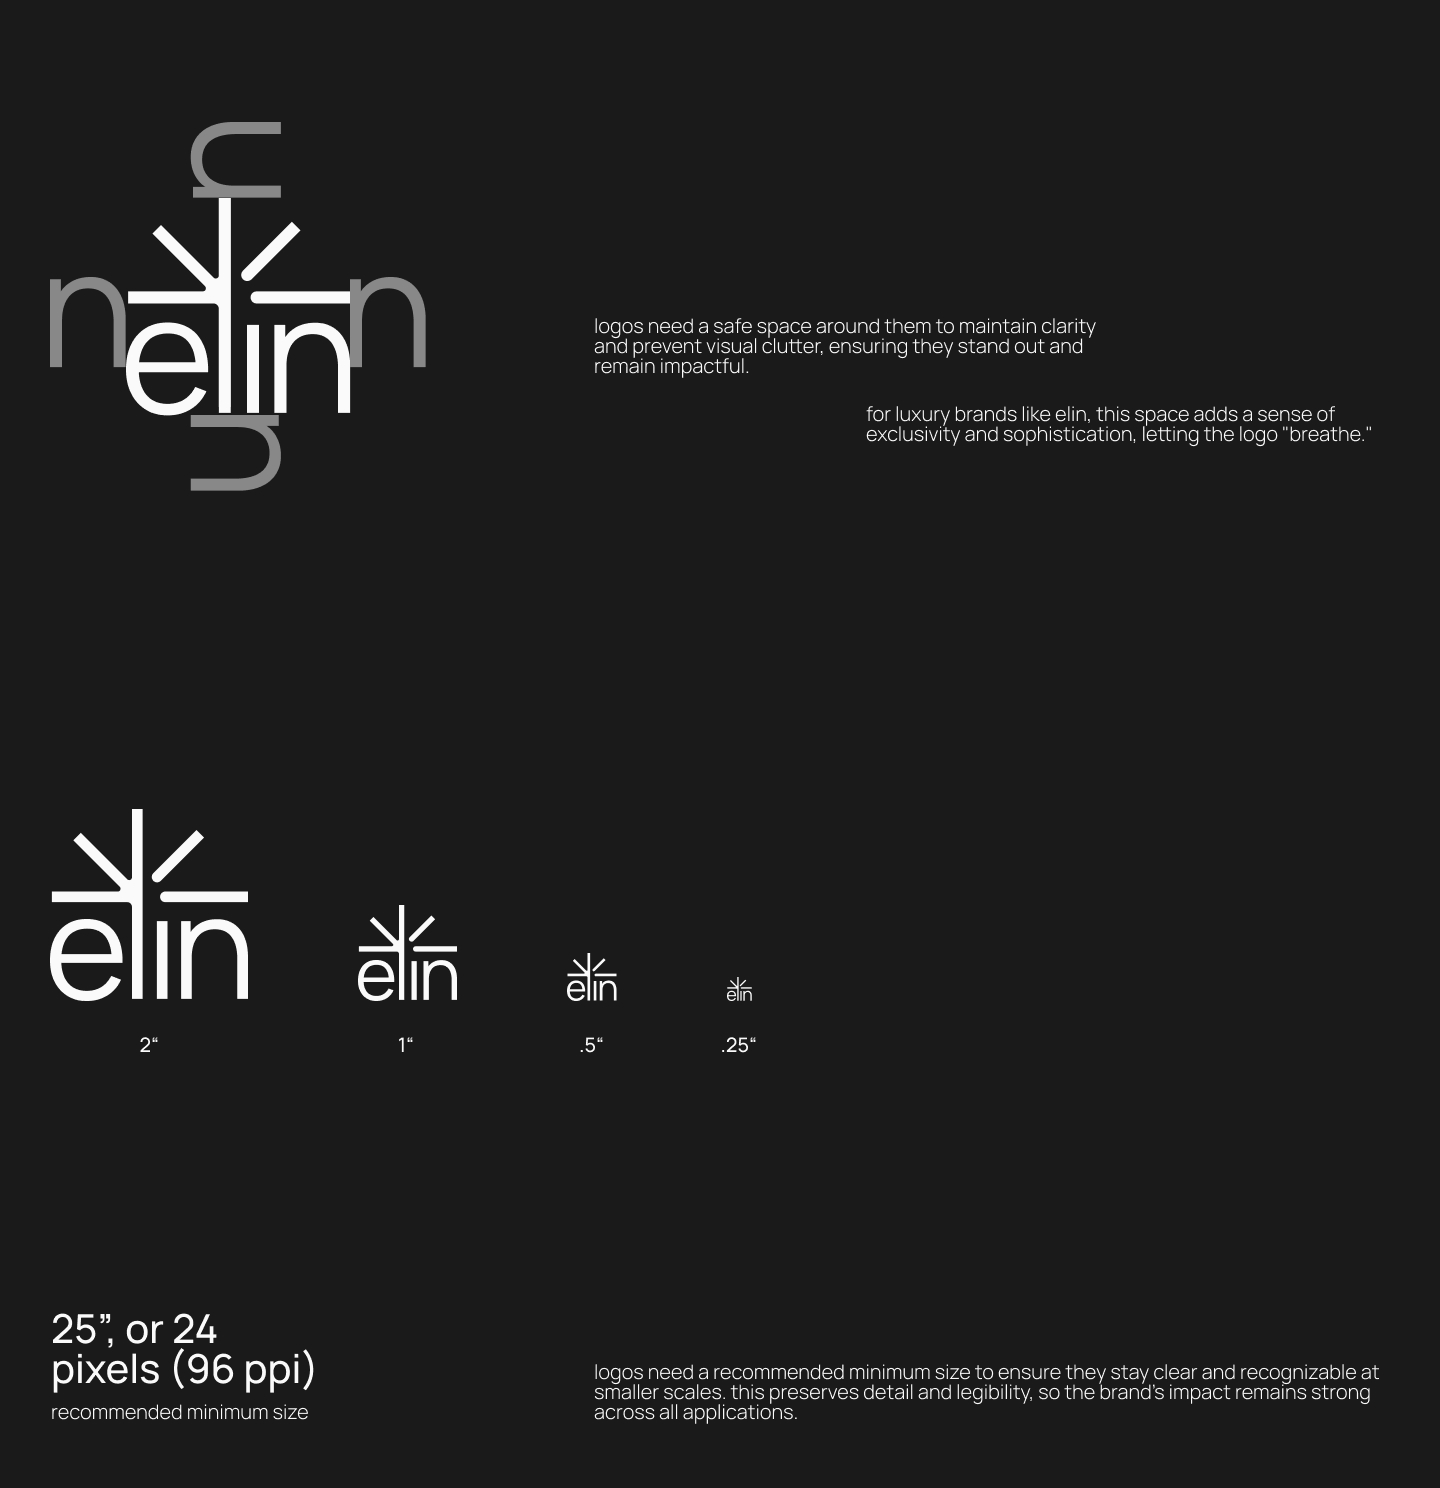 n
n
elin
n
n
logos need a safe space around them to maintain clarity
and prevent visual clutter, ensuring they stand out and
remain impactful.
for luxury brands like elin, this space adds a sense of
exclusivity and sophistication, letting the logo "breathe."
elin
elin
elin
elin
2“
1“
.5“
.25“
25”, or 24
pixels (96 ppi)
recommended minimum size
logos need a recommended minimum size to ensure they stay clear and recognizable at
smaller scales. this preserves detail and legibility, so the brand's impact remains strong
across all applications.